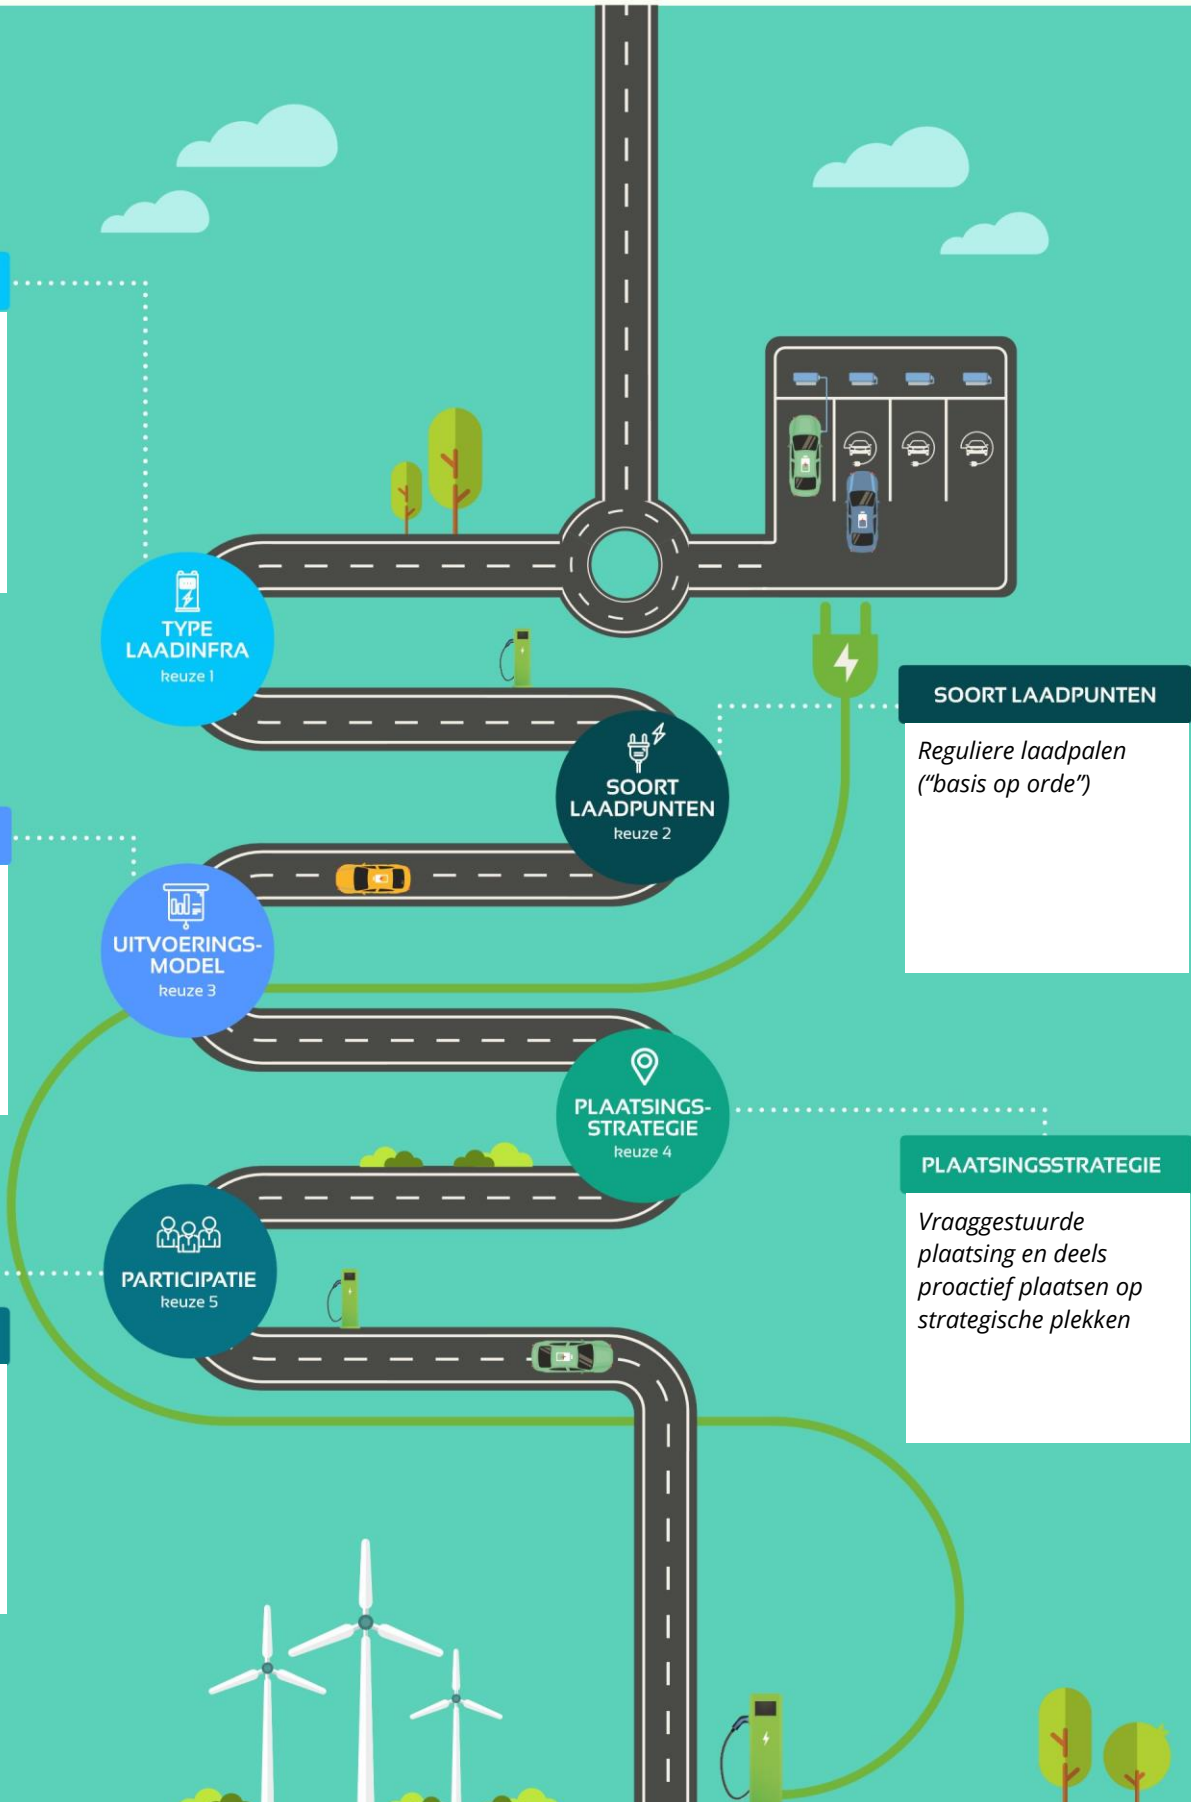 TYPE
LAADINFRA
keuze 1
SOORT
LAADPUNTEN
keuze 2
SOORT LAADPUNTEN
Reguliere laadpalen
(“basis op orde”)
UITVOERINGS-
MODEL
keuze 3
PLAATSINGS-
STRATEGIE
keuze 4
PLAATSINGSSTRATEGIE
Vraaggestuurde
plaatsing en deels
proactief plaatsen op
strategische plekken
PARTICIPATIE
keuze 5